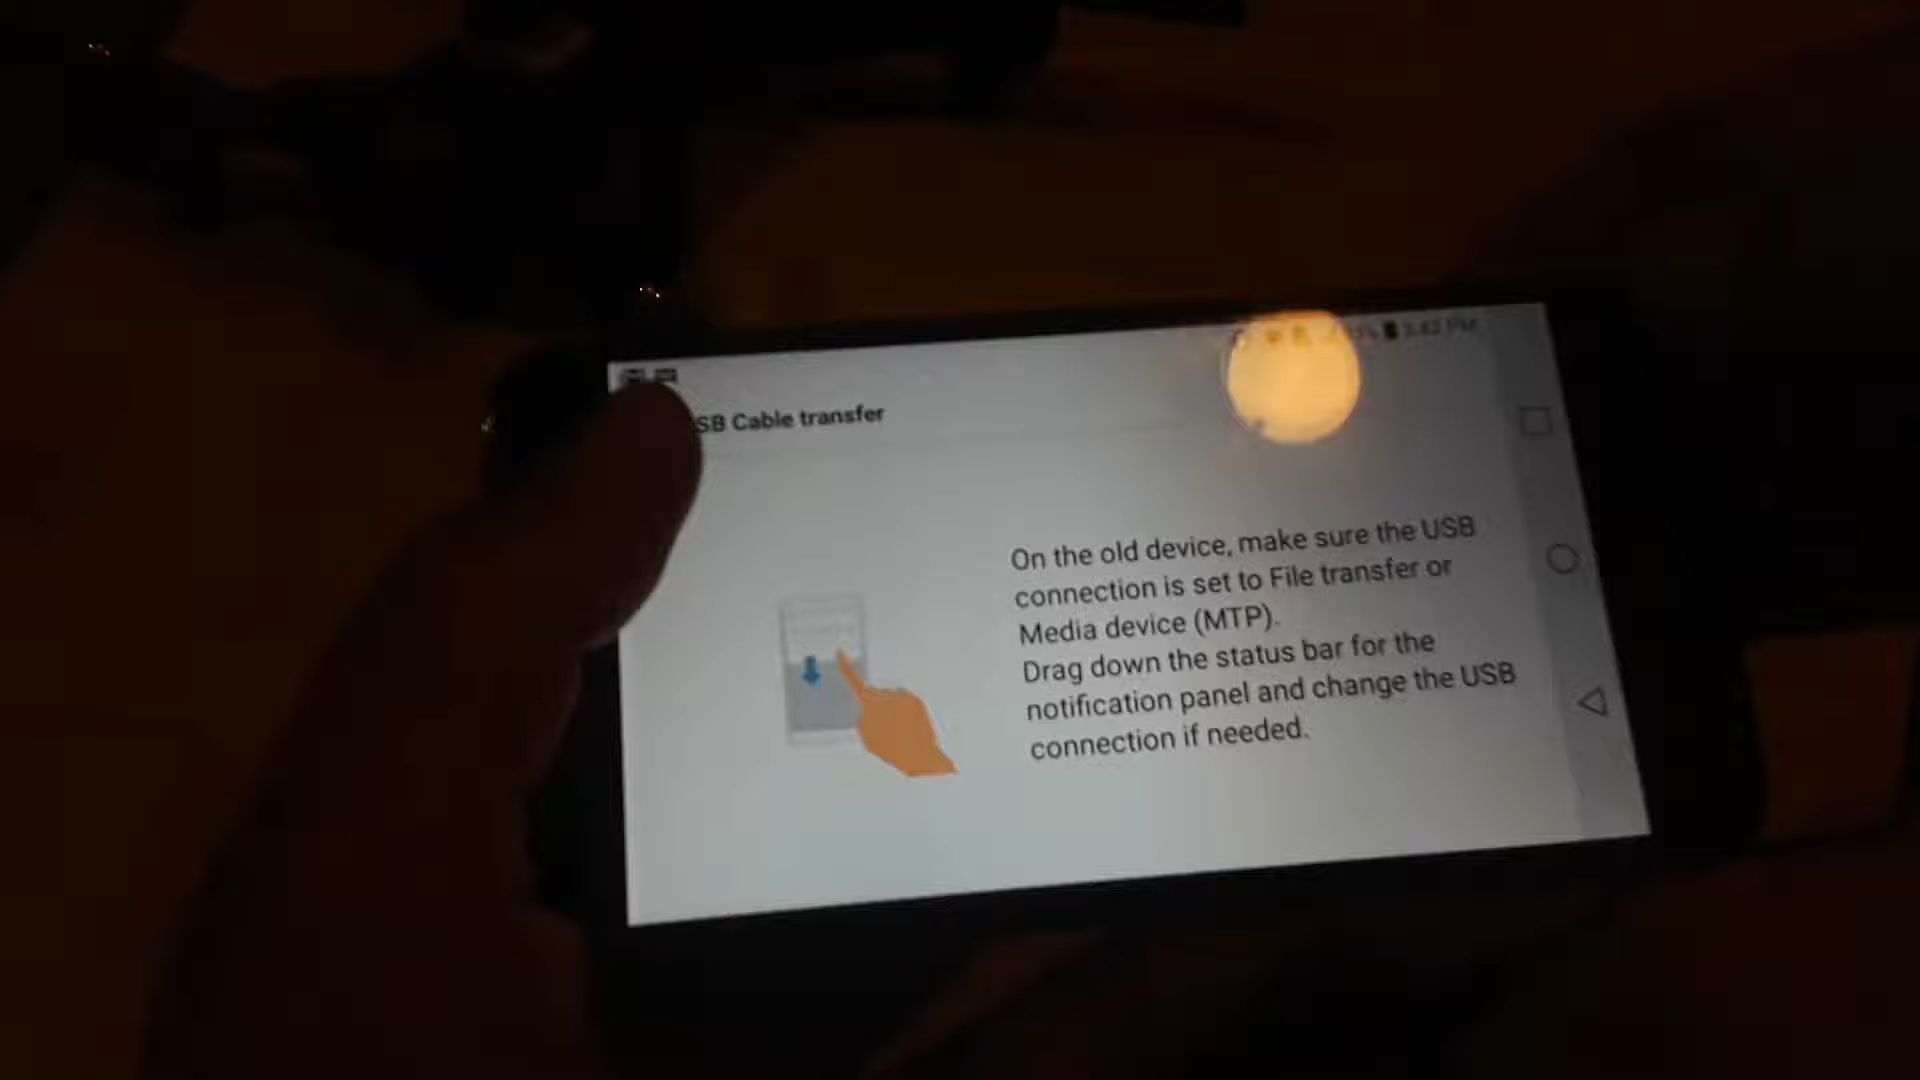 SB Cable transfer
On the old device, make sure the USB
connection is set to File transfer or
Media device (MTP).
Drag down the status bar for the
notification panel and change the USB
connection if needed.